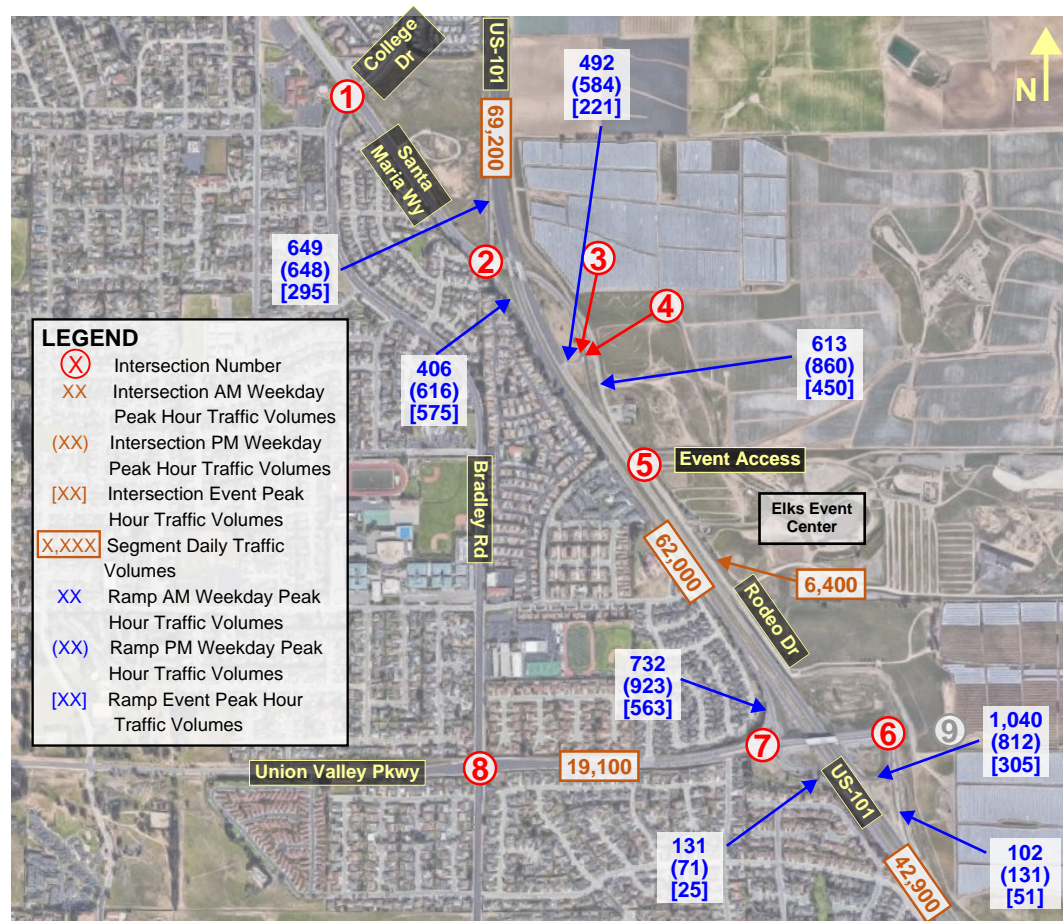 College
Dr
US-101
492
(584)
[221]
N
1
69,200
Santa
Maria Wy
649
(648)
[295]
2
3
4
LEGEND
X Intersection Number
XX Intersection AM Weekday
Peak Hour Traffic Volumes
(XX) Intersection PM Weekday
Peak Hour Traffic Volumes
[XX] Intersection Event Peak
Hour Traffic Volumes
X,XXX Segment Daily Traffic
Volumes
XX Ramp AM Weekday Peak
Hour Traffic Volumes
(XX) Ramp PM Weekday Peak
Hour Traffic Volumes
[XX] Ramp Event Peak Hour
Traffic Volumes
406
(616)
[575]
613
(860)
[450]
Bradley Rd
5
Event Access
Elks Event
Center
62,000
6,400
Rodeo Dr
732
(923)
[563]
7
6
9
1,040
(812)
[305]
Union Valley Pkwy
8
19,100
US-101
131
(71)
[25]
42,900
102
(131)
[51]